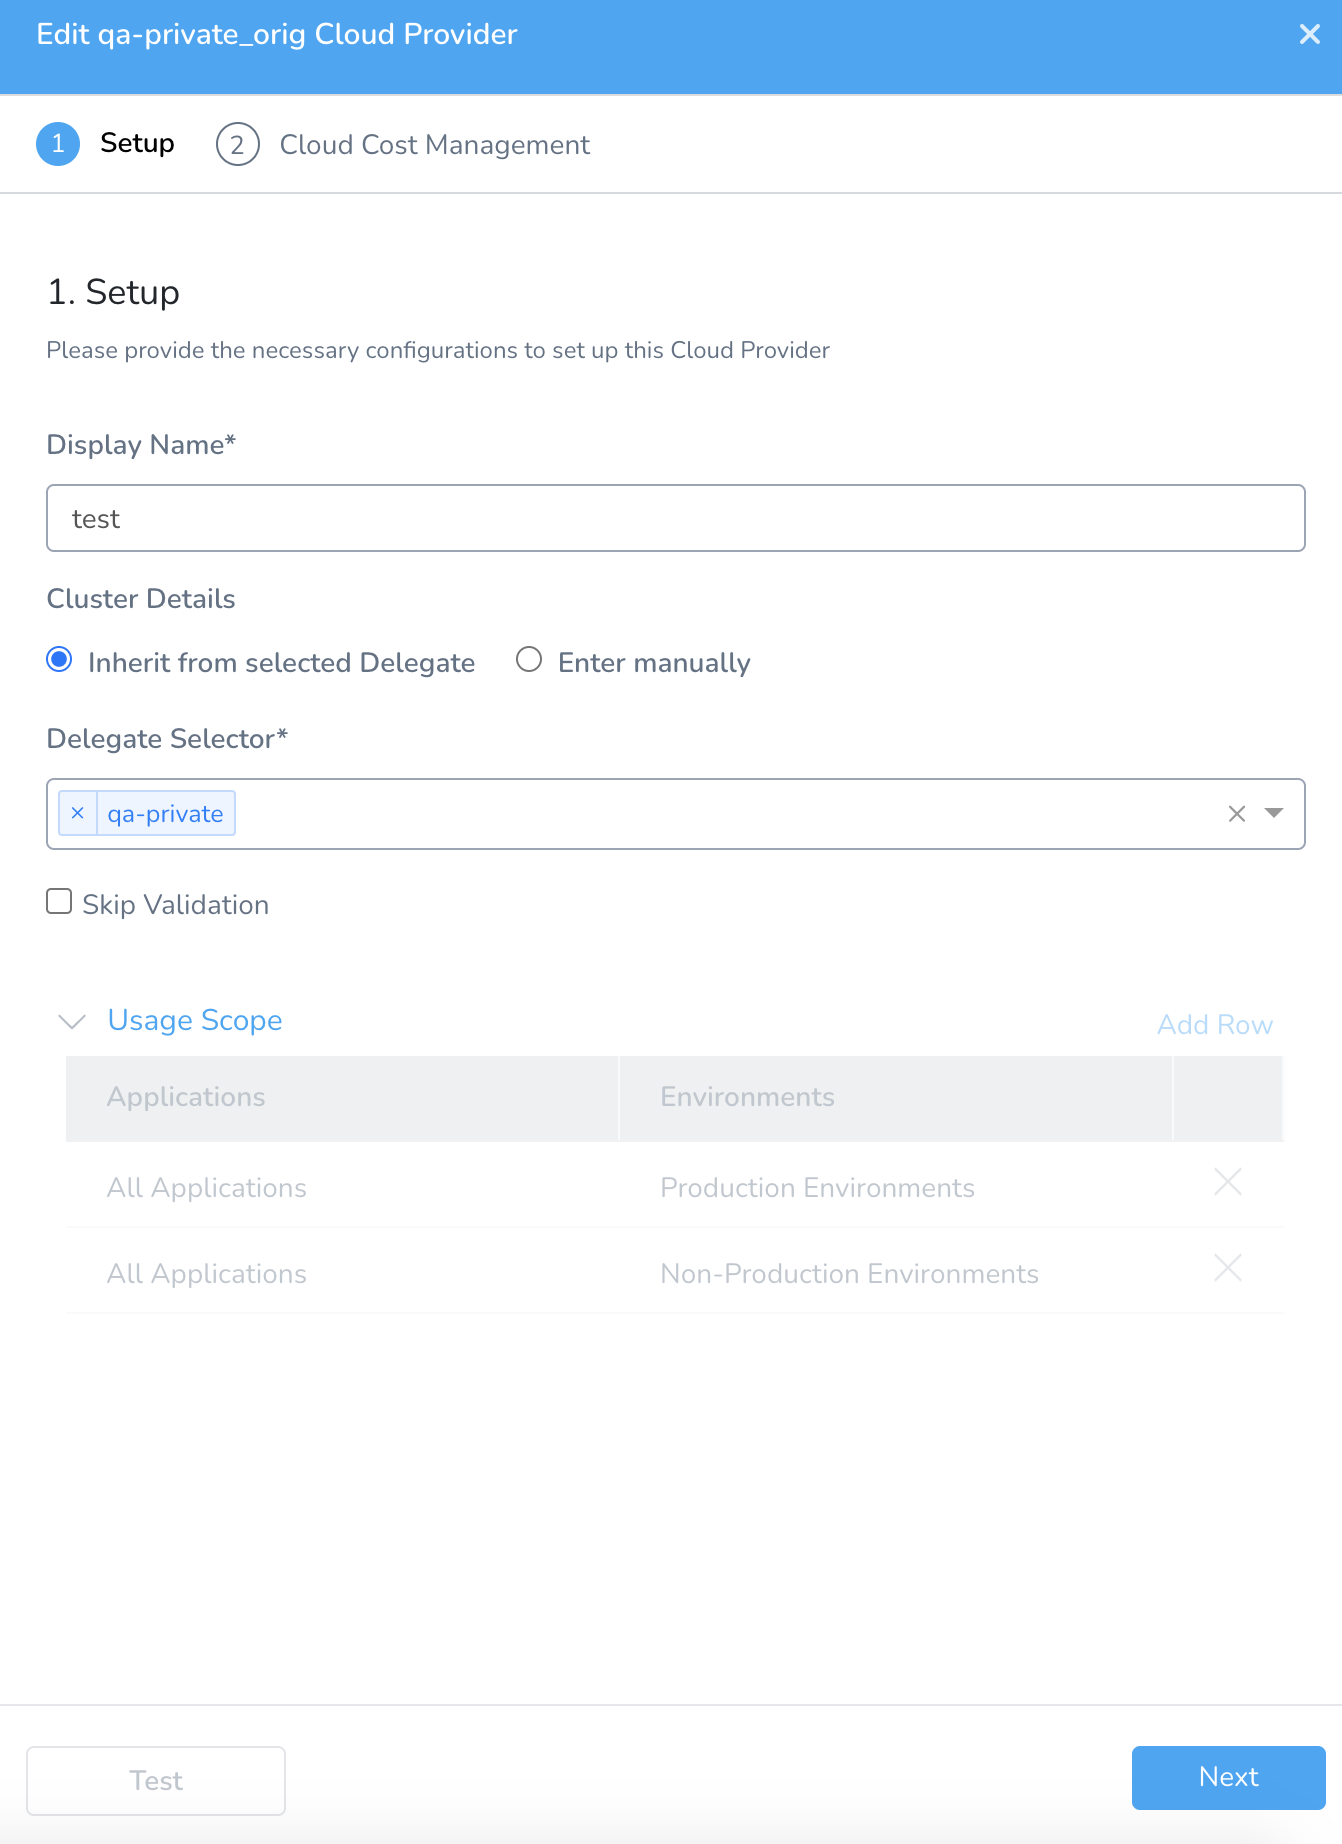 Edit qa-private_orig Cloud Provider
1 Setup 2 Cloud Cost Management
1. Setup
Please provide the necessary configurations to set up this Cloud Provider
Display Name*
test
Cluster Details
Inherit from selected Delegate Enter manually
Delegate Selector*
qa-private
Skip Validation
Usage Scope Add Row
Applications Environments
All Applications Production Environments
All Applications Non-Production Environments
Test Next